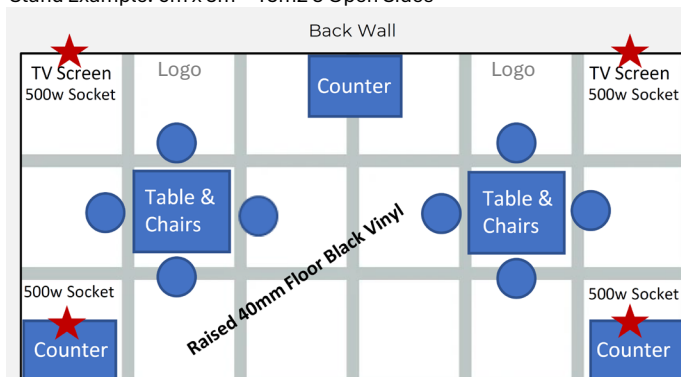 Back Wall
TV Screen
500w Socket
Logo
Counter
Logo
TV Screen
500w Socket
Table &
Chairs
Table &
Chairs
Raised 40mm Floor Black Vinyl
500w Socket
Counter
500w Socket
Counter